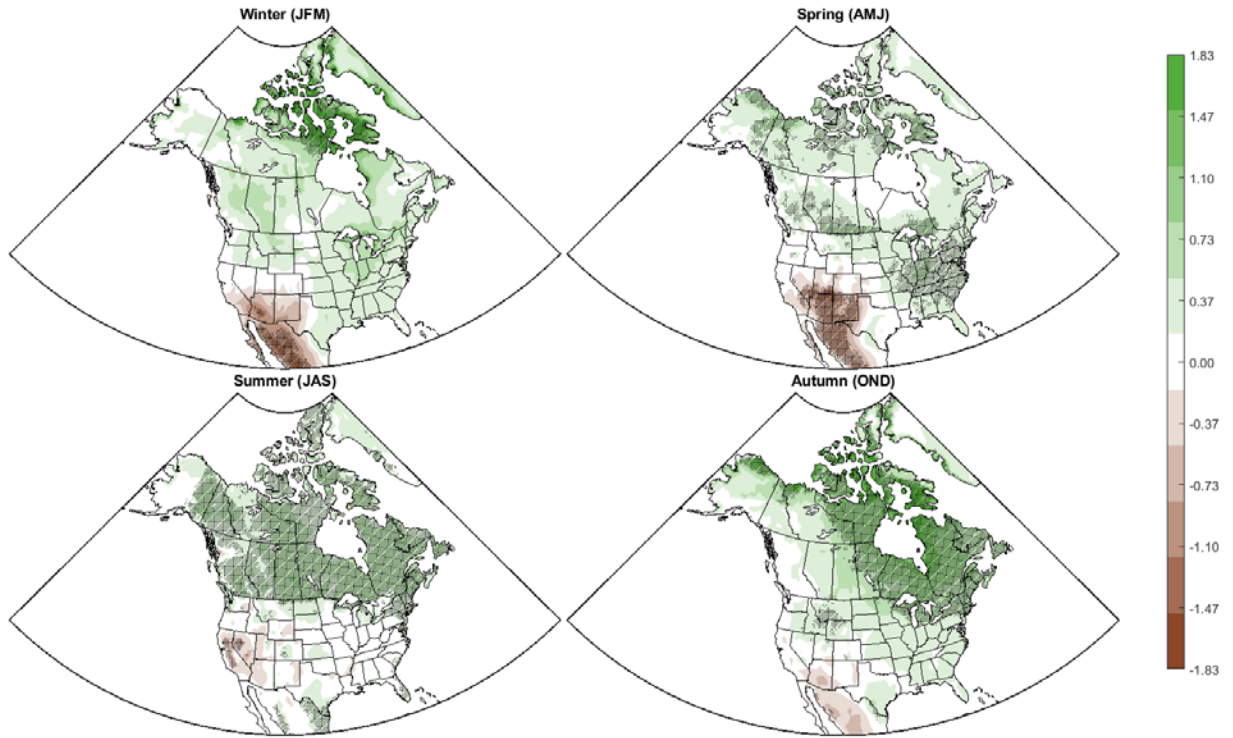 Winter (JFM)
Spring (AMJ)
Summer (JAS)
Autumn (OND)
1.83
1.47
1.10
0.73
0.37
0.00
-0.37
-0.73
-1.10
-1.47
-1.83